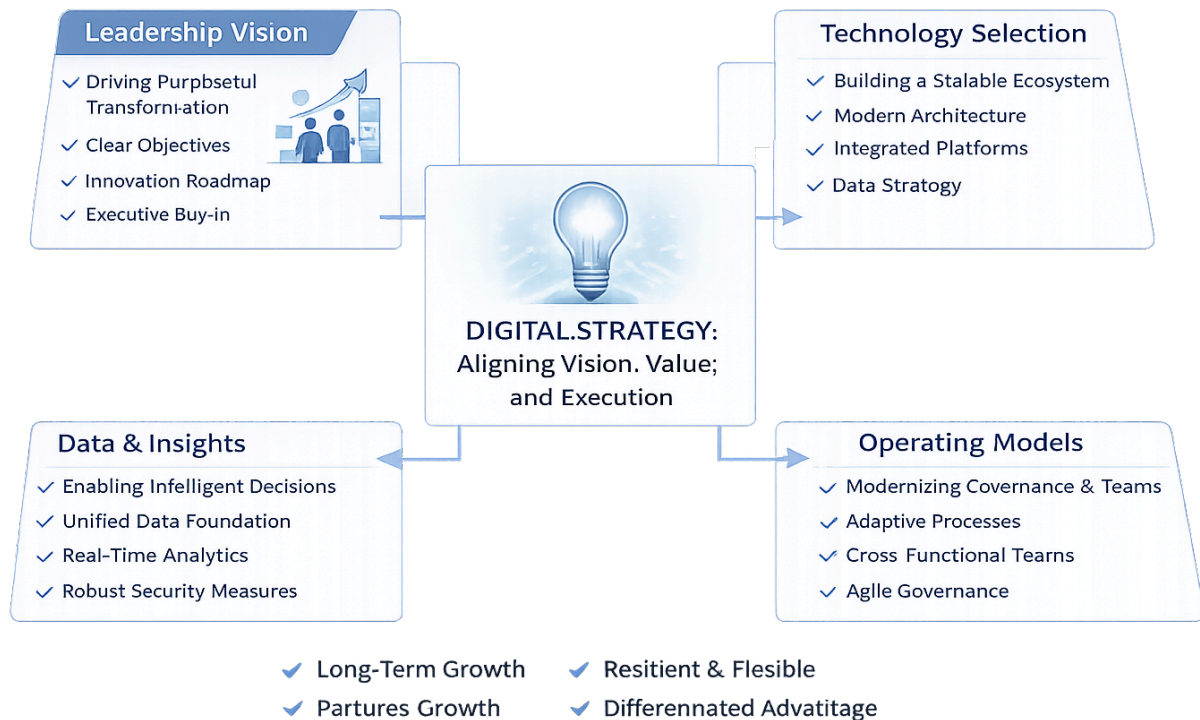 Leadership Vision
Driving Purpbsetul
Transformation
Clear Objectives
Innovation Roadmap
Executive Buy-in
Technology Selection
Building a Stalable Ecosystem
Modern Architecture
Integrated Platforms
Data Strategy
DIGITAL.STRATEGY:
Aligning Vision. Value;
and Execution
Data & Insights
Enabling Infelligent Decisions
Unified Data Foundation
Real-Time Analytics
Robust Security Measures
Operating Models
Modernizing Covernance & Teams
Adaptive Processes
Cross Functional Tearns
Aglle Governance
Long-Term Growth
Resitient & Flesible
Partures Growth
Differennated Advatitage